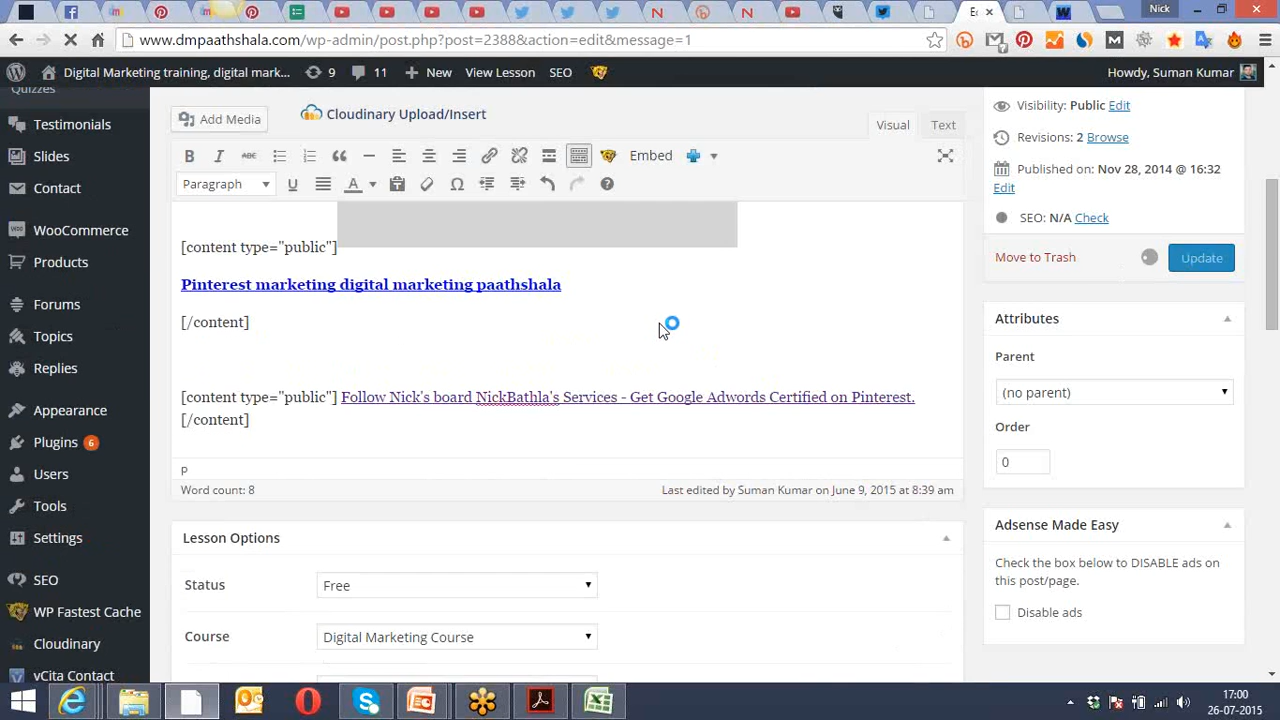 Ec
Nick
www.dmpaathshala.com/wp-admin/post.php?post=2388&action=edit&message=1
Digital Marketing training, digital mark...
9
11
New
View Lesson
SEO
Howdy, Suman Kumar
Quizzes
Testimonials
Slides
Contact
WooCommerce
Products
Forums
Topics
Replies
Appearance
Plugins 6
Users
Tools
Settings
SEO
WP Fastest Cache
Cloudinary
vCita Contact
Add Media
Cloudinary Upload/Insert
Visual
Text
B I ABC
Embed
Paragraph
U A
[content type="public"]
Pinterest marketing digital marketing paathshala
[/content]
[content type="public"] Follow Nick's board NickBathla's Services - Get Google Adwords Certified on Pinterest.
[/content]
p
Word count: 8
Last edited by Suman Kumar on June 9, 2015 at 8:39 am
Lesson Options
Status
Free
Course
Digital Marketing Course
Visibility: Public Edit
Revisions: 2 Browse
Published on: Nov 28, 2014 @ 16:32
Edit
SEO: N/A Check
Move to Trash
Update
Attributes
Parent
(no parent)
Order
0
Adsense Made Easy
Check the box below to DISABLE ads on
this post/page.
Disable ads
17:00
26-07-2015